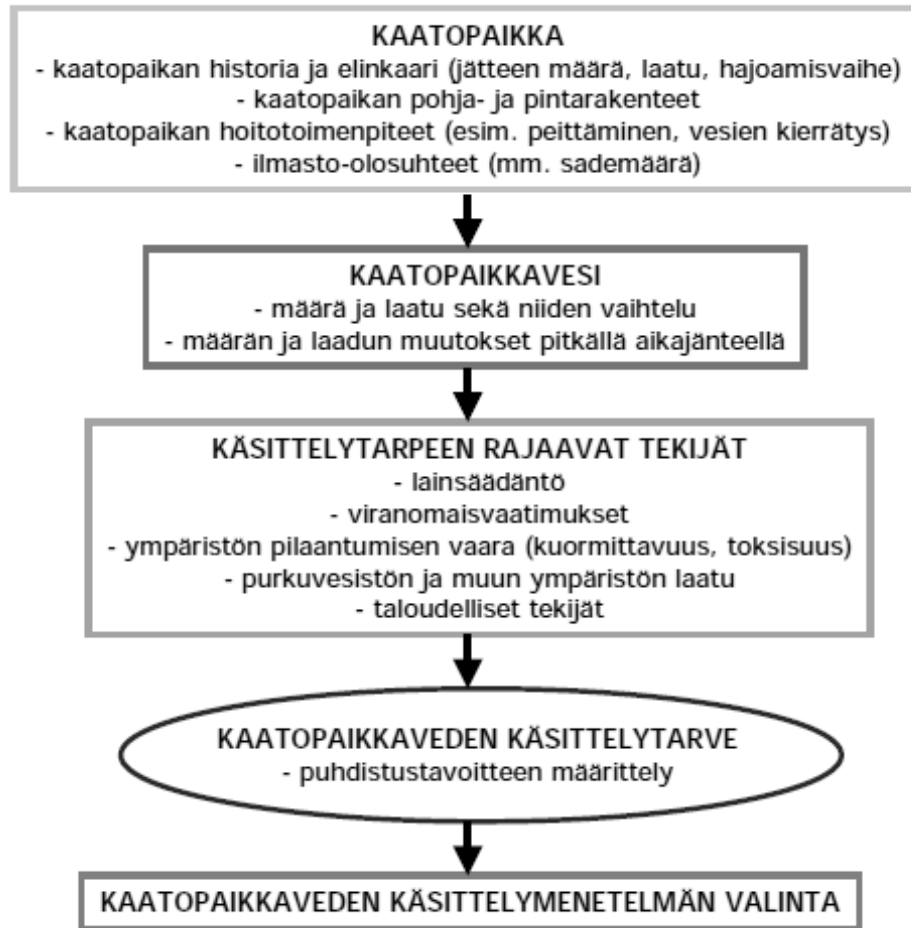 KAATOPAIKKA
- kaatopaikan historia ja elinkaari (jätteen määrä, laatu, hajoamisvaihe)
- kaatopaikan pohja- ja pintarakenteet
- kaatopaikan hoitotoimenpiteet (esim. peittäminen, vesien kierrätys)
- ilmasto-olosuhteet (mm. sademäärä)
KAATOPAIKKAVESI
- määrä ja laatu sekä niiden vaihtelu
- määrän ja laadun muutokset pitkällä aikajänteellä
KÄSITTELYTARPEEN RAJAAVAT TEKIJÄT
- lainsäädäntö
- viranomaisvaatimukset
- ympäristön pilaantumisen vaara (kuormittavuus, toksisuus)
- purkuvesistön ja muun ympäristön laatu
- taloudelliset tekijät
KAATOPAIKKAVEDEN KÄSITTELYTARVE
- puhdistustavoitteen määrittely
KAATOPAIKKAVEDEN KÄSITTELYMENETELMÄN VALINTA